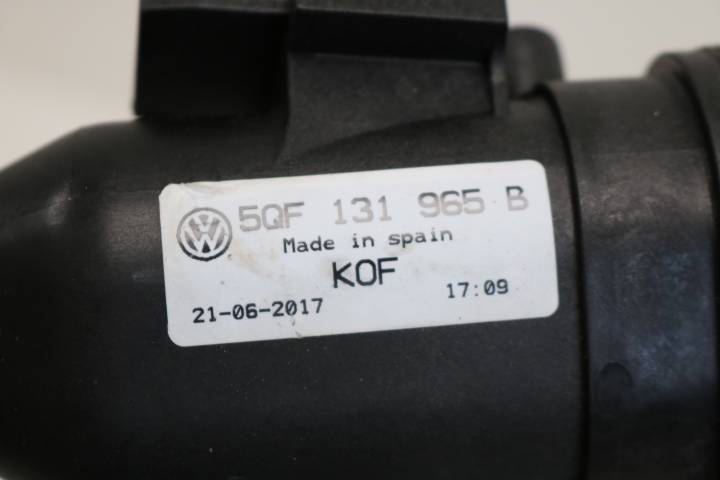 5QF 131 965 B
Made in spain
KOF
21-06-2017 17:09